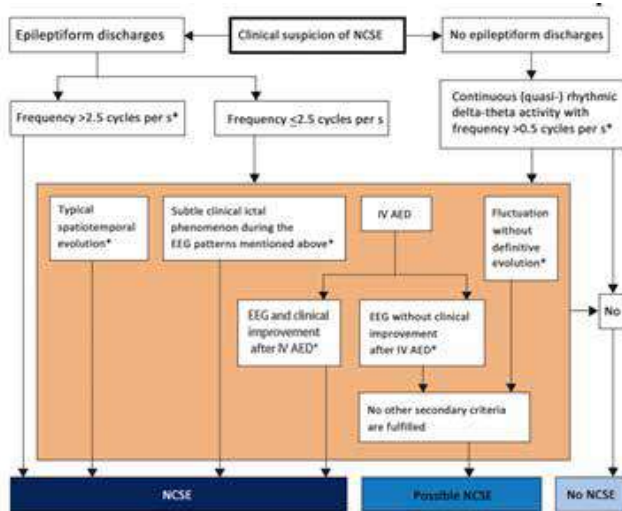 Epileptiform discharges
Clinical suspicion of NCSE
No epileptiform discharges
Frequency >2.5 cycles per s*
Frequency ≤2.5 cycles per s
Continuous (quasi-) rhythmic
delta-theta activity with
frequency >0.5 cycles per s*
Typical
spatiotemporal
evolution*
Subtle clinical ictal
phenomenon during the
EEG patterns mentioned above*
IV AED
Fluctuation
without
definitive
evolution*
EEG and clinical
improvement
after IV AED*
EEG without clinical
improvement
after IV AED*
No
No other secondary criteria
are fulfilled
NCSE
Possible NCSE
No NCSE